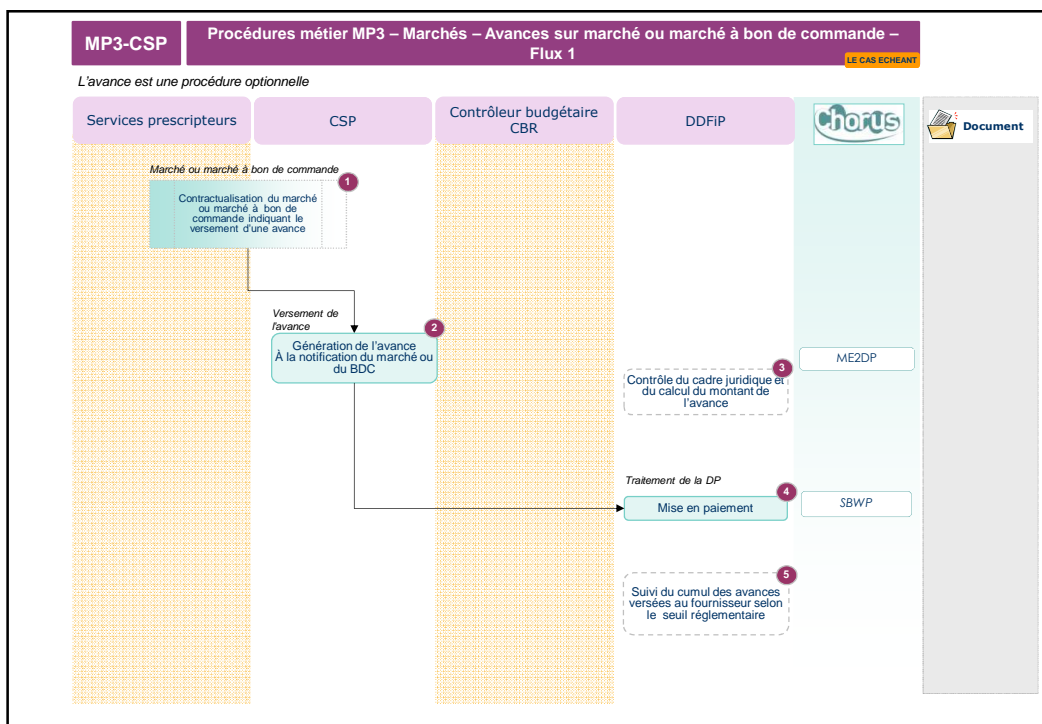 MP3-CSP
Procédures métier MP3 – Marchés – Avances sur marché ou marché à bon de commande –
Flux 1
LE CAS ECHEANT
L'avance est une procédure optionnelle
Services prescripteurs
CSP
Contrôleur budgétaire
CBR
DDFiP
Chorus
Document
Marché ou marché à bon de commande
1
Contractualisation du marché
ou marché à bon de
commande indiquant le
versement d'une avance
Versement de
l'avance
2
Génération de l'avance
À la notification du marché ou
du BDC
ME2DP
3
Contrôle du cadre juridique et
du calcul du montant de
l'avance
Traitement de la DP
4
Mise en paiement
SBWP
5
Suivi du cumul des avances
versées au fournisseur selon
le seuil réglementaire